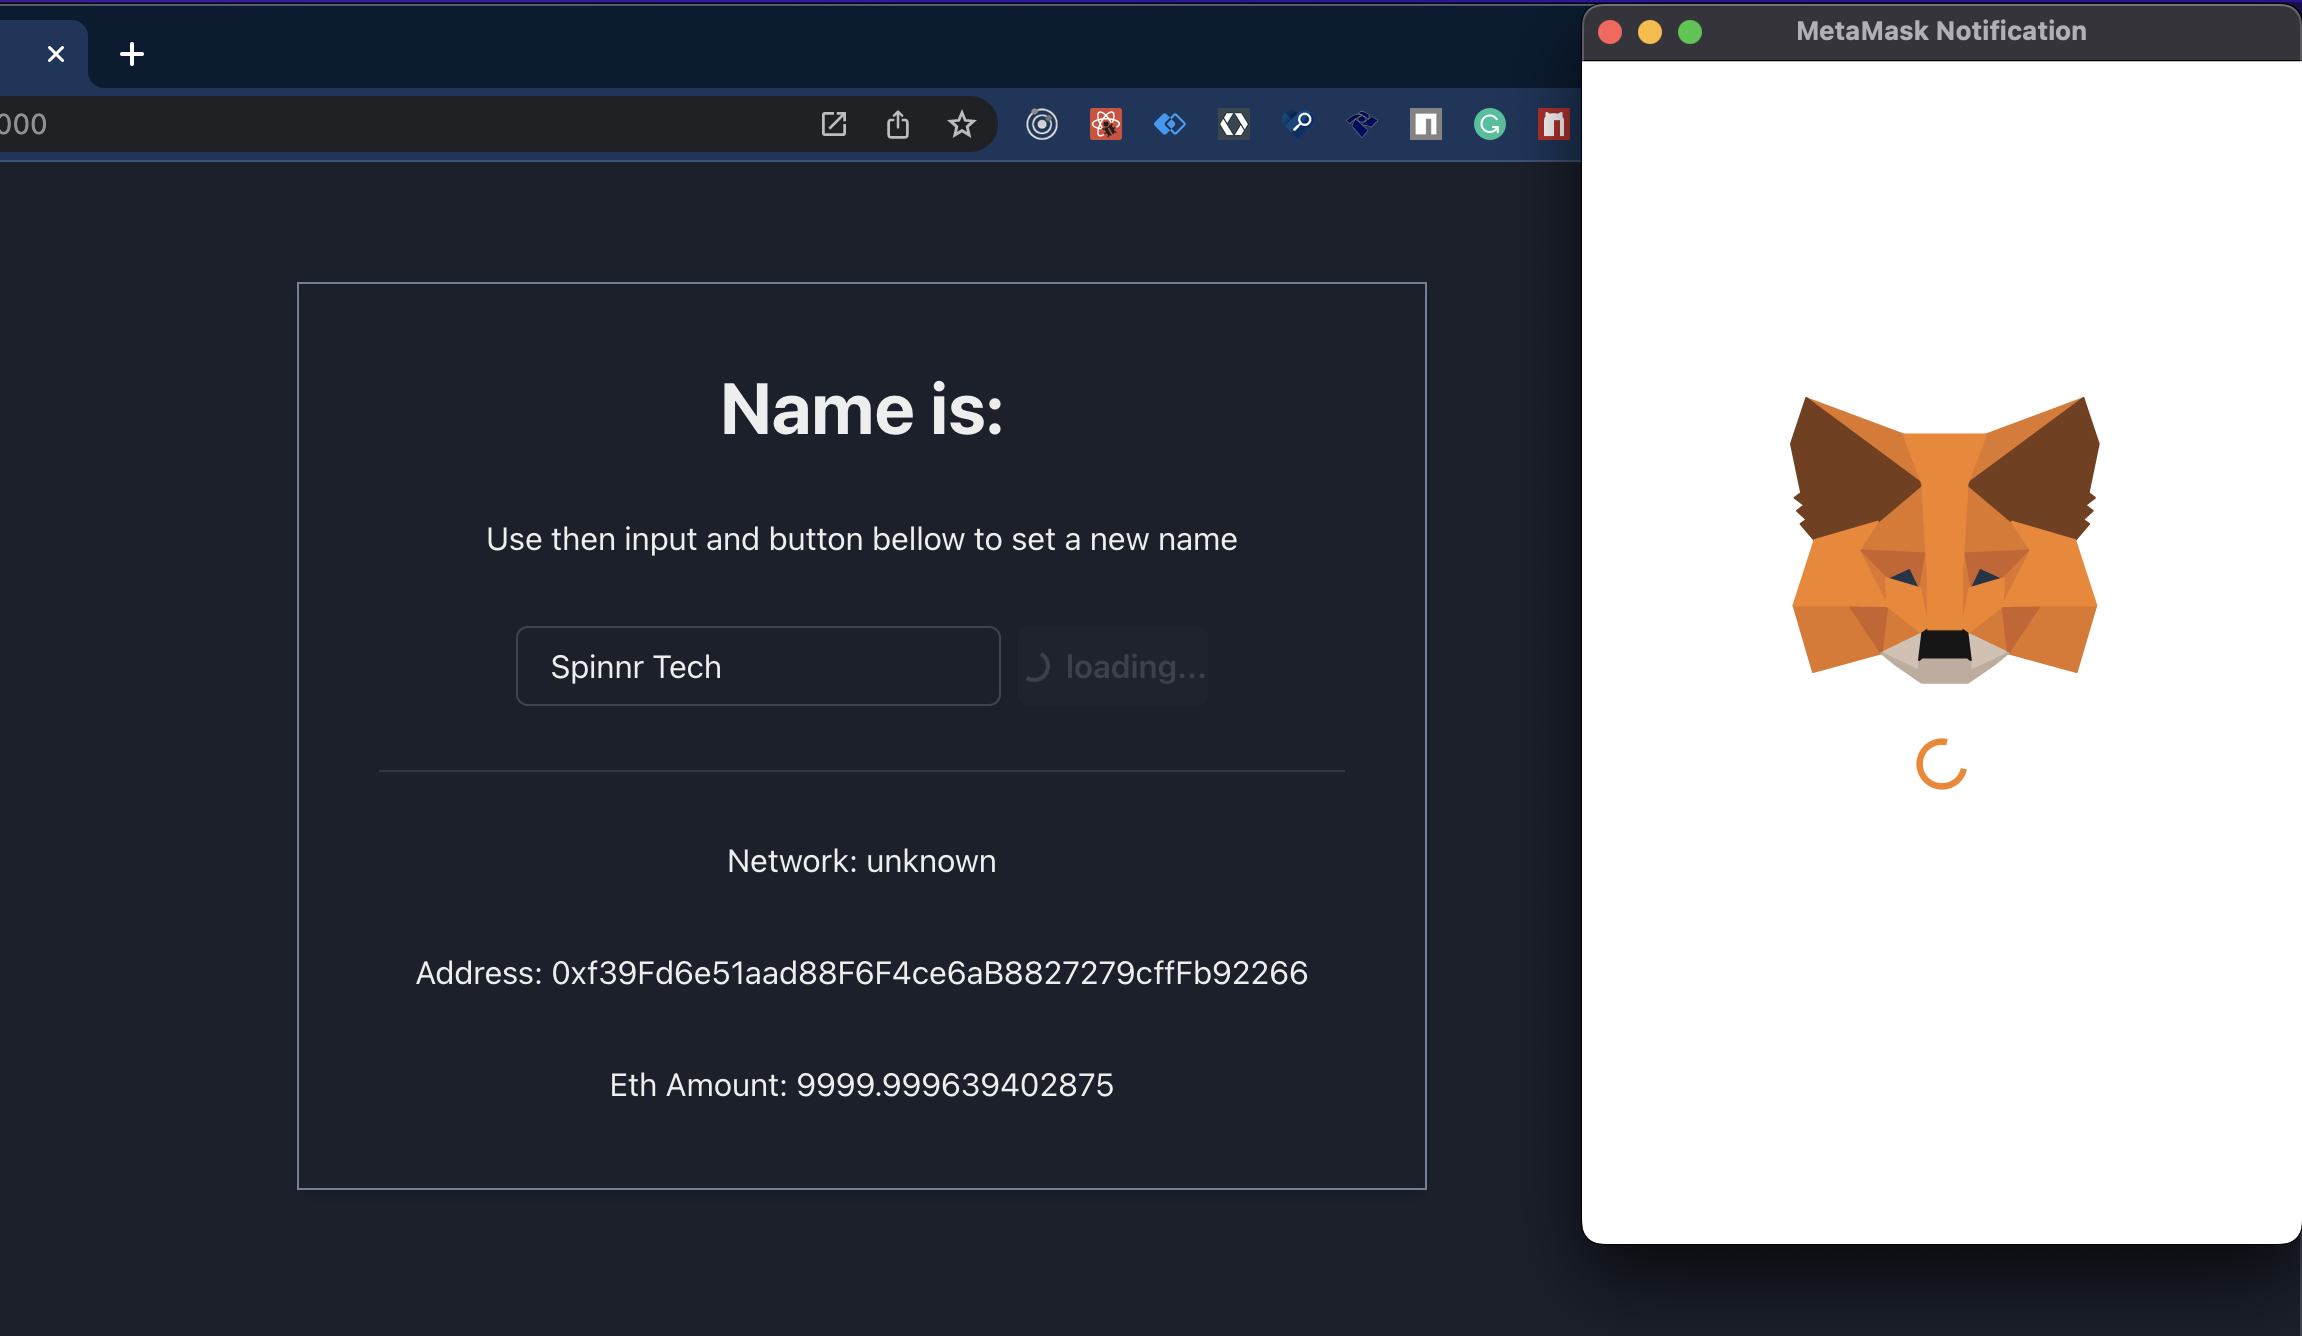 000
MetaMask Notification
Name is:
Use then input and button bellow to set a new name
Spinnr Tech
loading...
Network: unknown
Address: 0xf39Fd6e51aad88F6F4ce6aB8827279cffFb92266
Eth Amount: 9999.999639402875